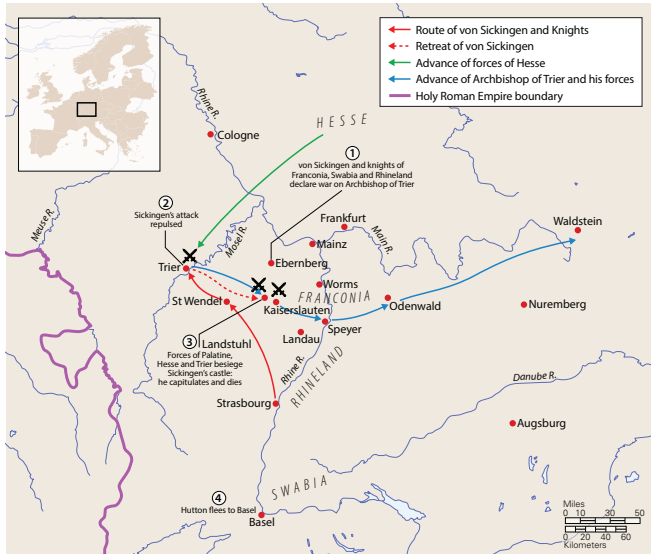 Route of von Sickingen and Knights
Retreat of von Sickingen
Advance of forces of Hesse
Advance of Archbishop of Trier and his forces
Holy Roman Empire boundary
Rhine R.
HESSE
Cologne
1
von Sickingen and knights of
Franconia, Swabia and Rhineland
declare war on Archbishop of Trier
2
Sickingen's attack
repulsed
Meuse R.
Mosel R.
Frankfurt
Main R.
Waldstein
Mainz
Trier
Ebernberg
Worms
FRANCONIA
St Wendel
Kaiserslauten
Odenwald
Nuremberg
Speyer
3
Landstuhl
Landau
Forces of Palatine,
Hesse and Trier besiege
Sickingen's castle:
he capitulates and dies
Rhine R.
RHINELAND
Danube R.
Strasbourg
Augsburg
SWABIA
4
Hutton flees to Basel
Basel
Miles
0 10 30 50
0 20 40 60
Kilometers